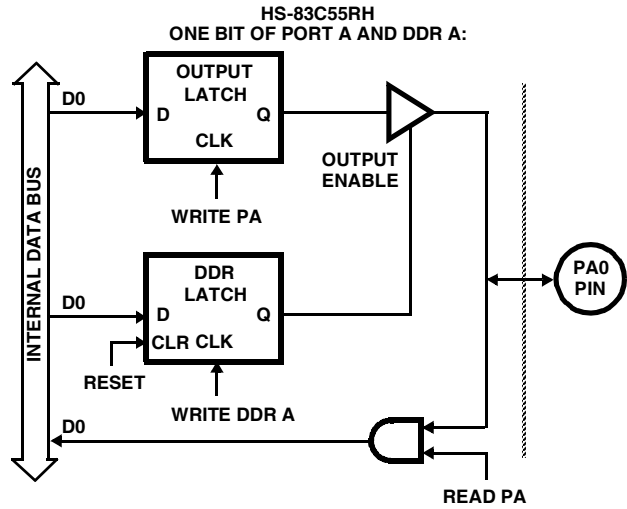 HS-83C55RH
ONE BIT OF PORT A AND DDR A:
INTERNAL DATA BUS
D0
OUTPUT
LATCH
D
Q
CLK
WRITE PA
OUTPUT
ENABLE
D0
DDR
LATCH
D
Q
CLR CLK
RESET
WRITE DDR A
PA0
PIN
D0
READ PA